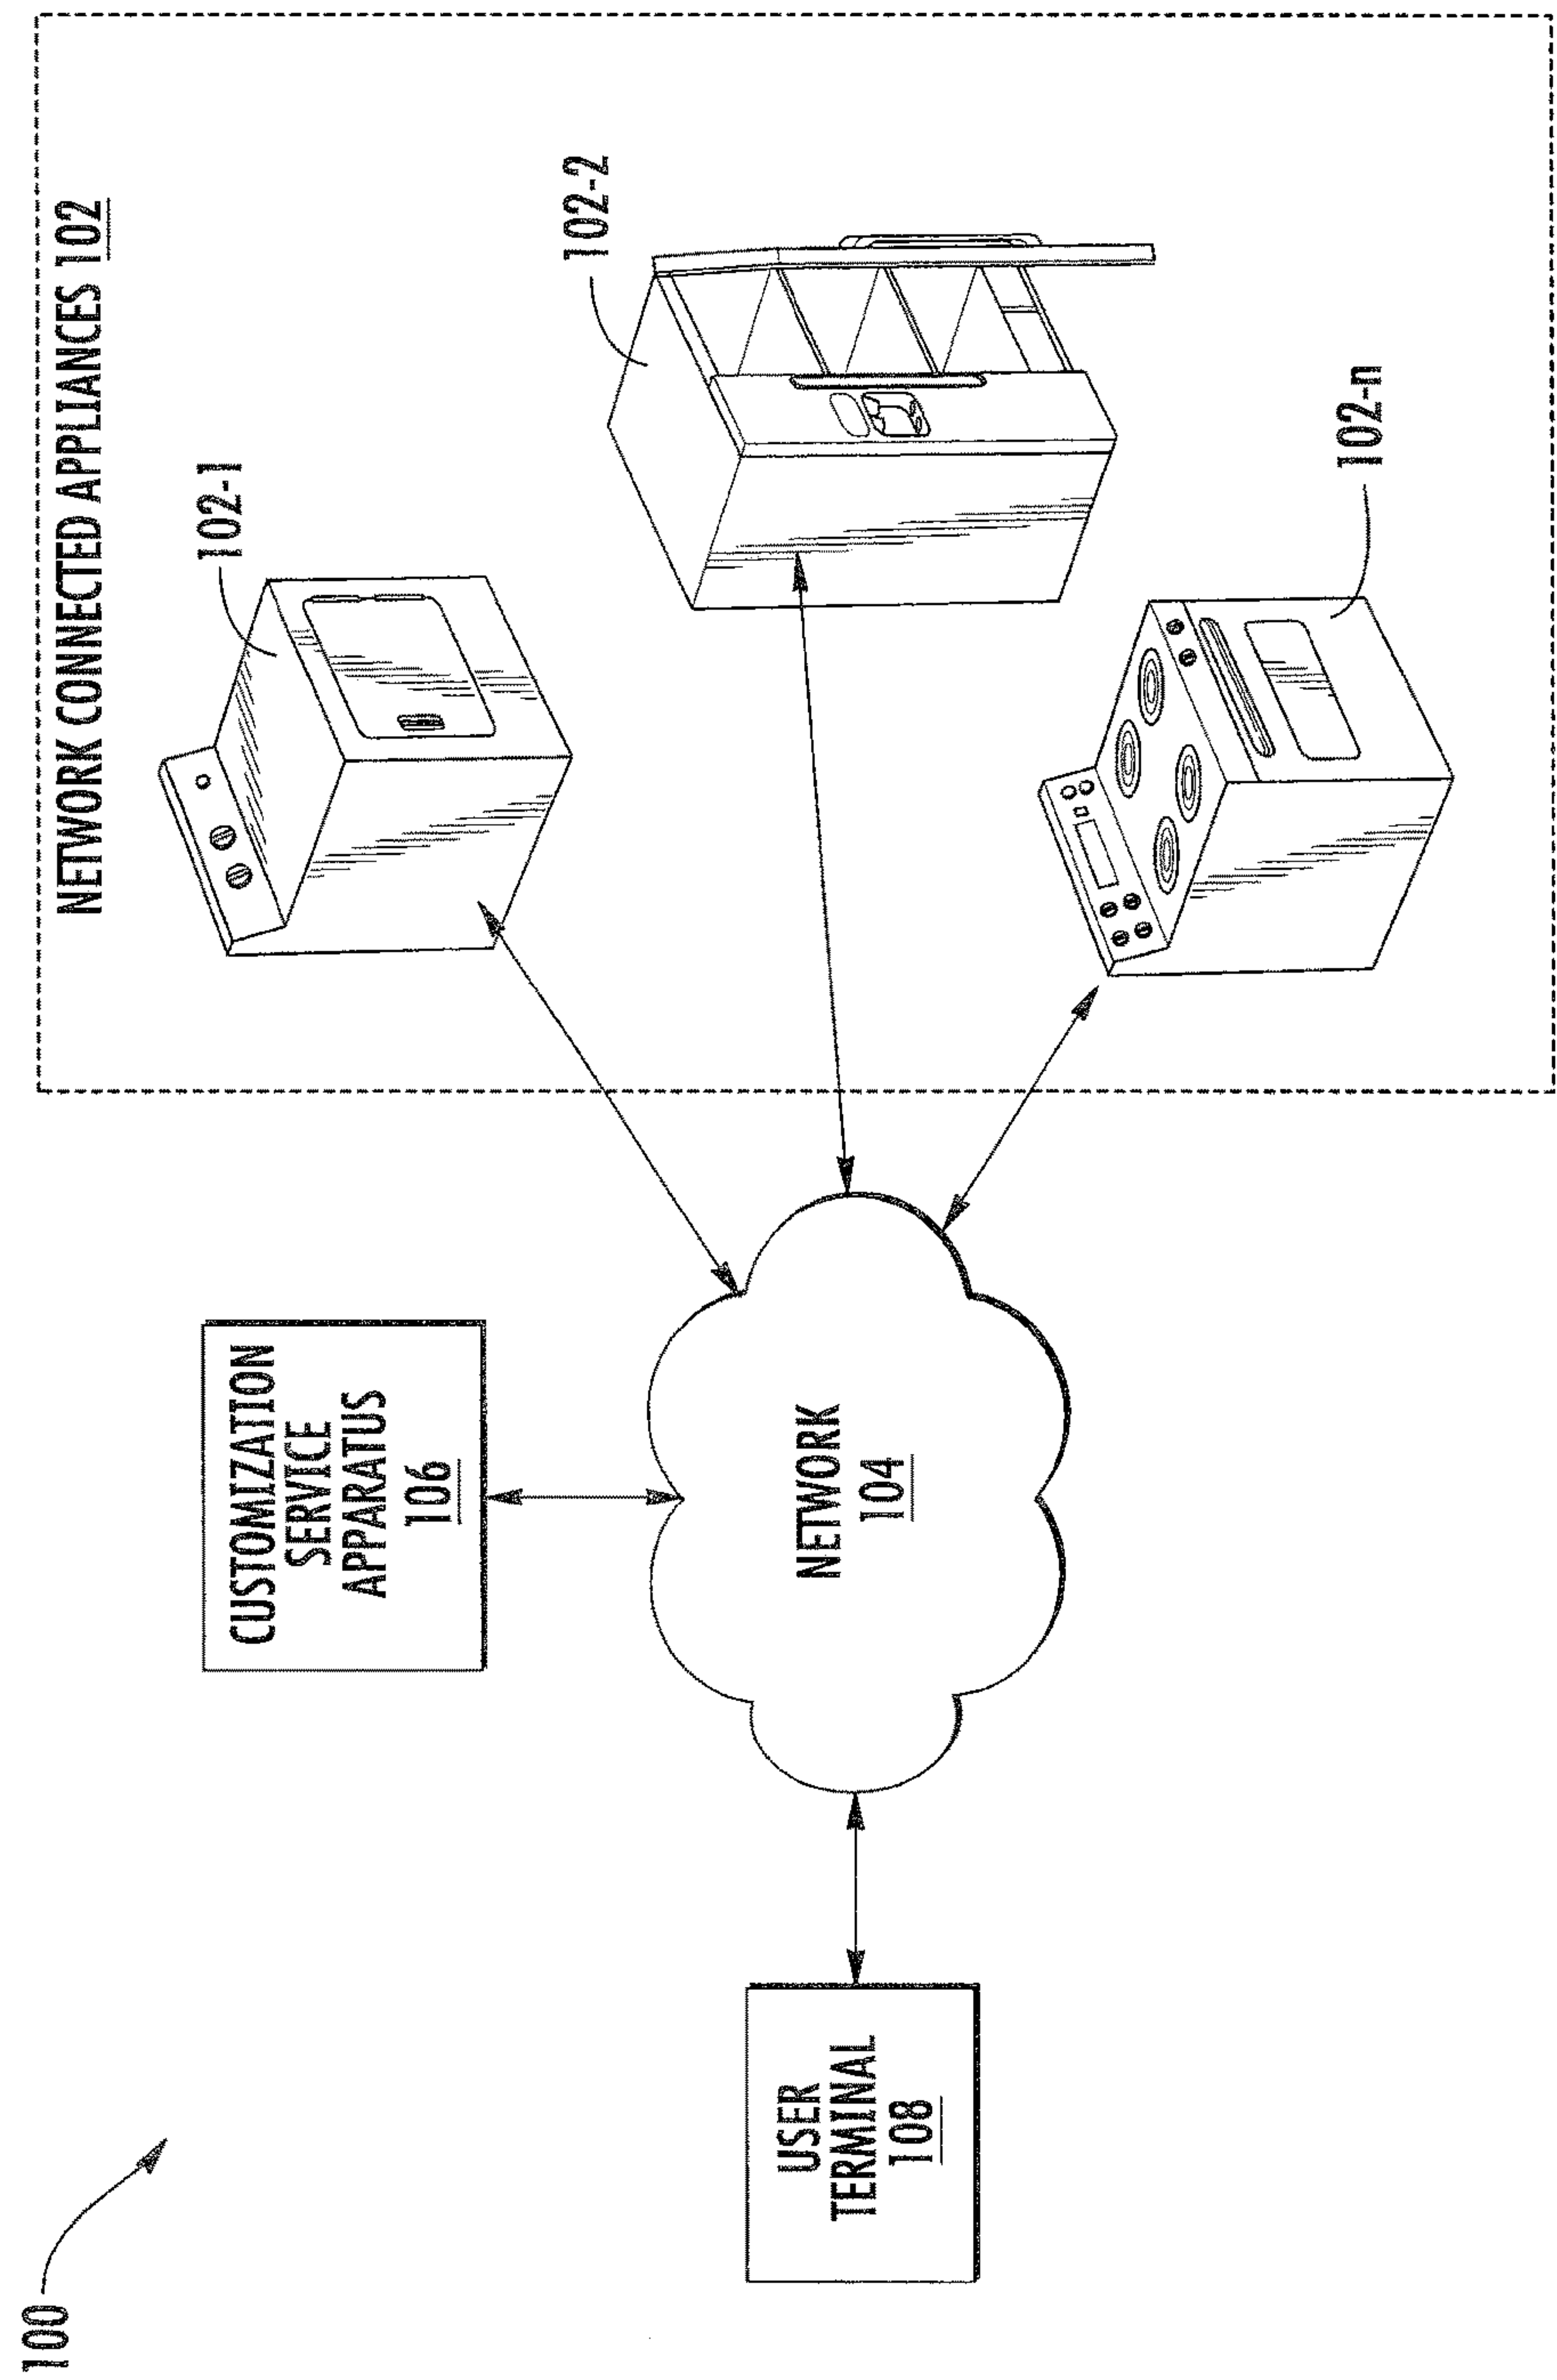 100
NETWORK CONNECTED APPLIANCES 102
102-1
102-2
102-n
CUSTOMIZATION
SERVICE
APPARATUS
106
NETWORK
104
USER
TERMINAL
108